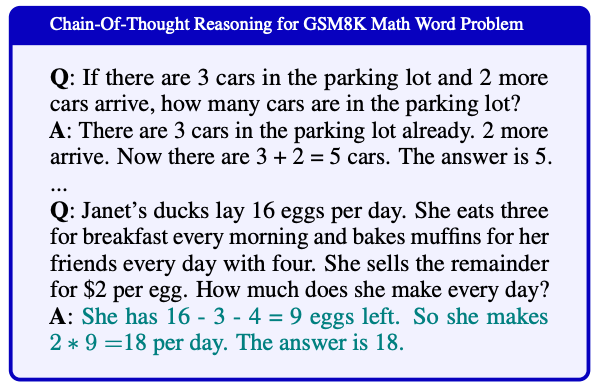 Chain-Of-Thought Reasoning for GSM8K Math Word Problem
Q: If there are 3 cars in the parking lot and 2 more
cars arrive, how many cars are in the parking lot?
A: There are 3 cars in the parking lot already. 2 more
arrive. Now there are 3 + 2 = 5 cars. The answer is 5.
...
Q: Janet’s ducks lay 16 eggs per day. She eats three
for breakfast every morning and bakes muffins for her
friends every day with four. She sells the remainder
for $2 per egg. How much does she make every day?
A: She has 16 - 3 - 4 = 9 eggs left. So she makes
2 ∗ 9 =18 per day. The answer is 18.